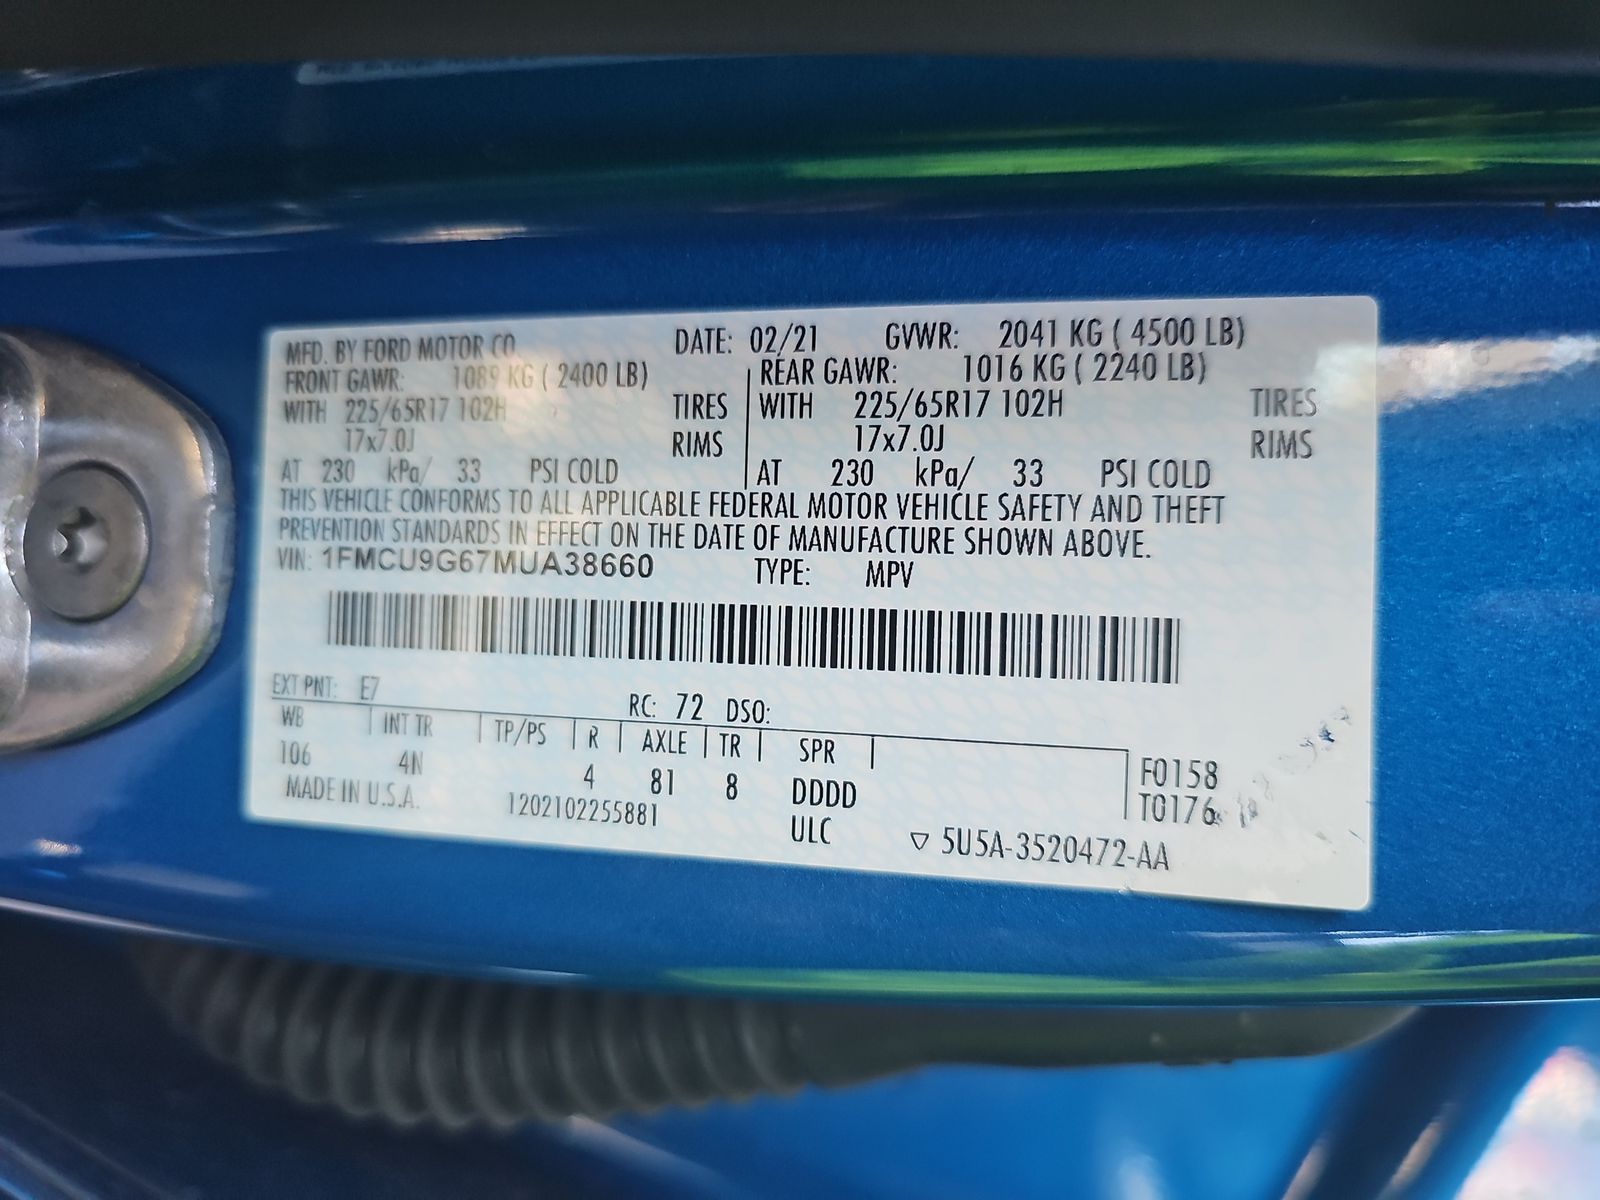 MFD. BY FORD MOTOR CO. DATE: 02/21 GVWR: 2041 KG ( 4500 LB)
FRONT GAWR: 1089 KG ( 2400 LB) REAR GAWR: 1016 KG ( 2240 LB)
WITH 225/65R17 102H TIRES WITH 225/65R17 102H TIRES
17x7.0J RIMS 17x7.0J RIMS
AT 230 kPa/ 33 PSI COLD AT 230 kPa/ 33 PSI COLD
THIS VEHICLE CONFORMS TO ALL APPLICABLE FEDERAL MOTOR VEHICLE SAFETY AND THEFT
PREVENTION STANDARDS IN EFFECT ON THE DATE OF MANUFACTURE SHOWN ABOVE.
VIN: 1FMCU9G67MUA38660 TYPE: MPV
EXT PNT: E7 RC: 72 DSO:
WB | INT TR | TP/PS | R | AXLE | TR | SPR |
106 4N 4 81 8 DDDD F0158
MADE IN U.S.A. 1202102255881 ULC T0176
▽ 5U5A-3520472-AA